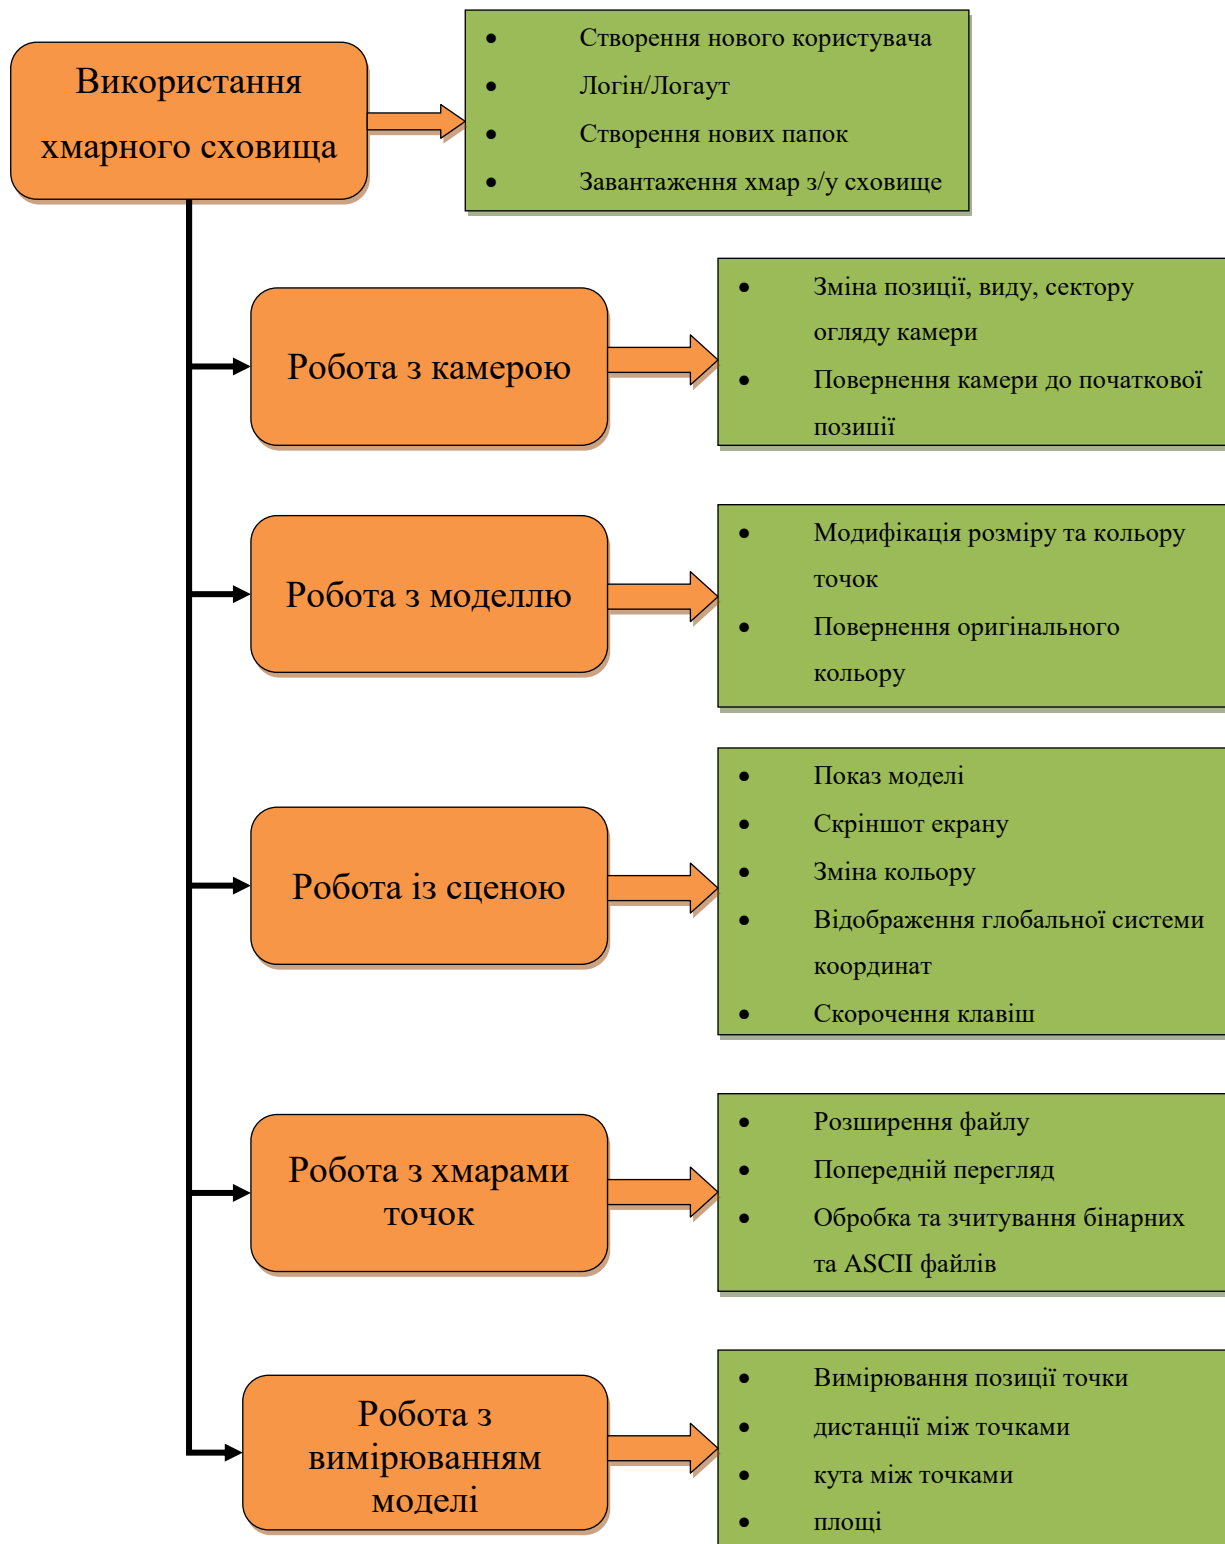 Використання
хмарного сховища
• Створення нового користувача
• Логін/Логаут
• Створення нових папок
• Завантаження хмар з/у сховище
Робота з камерою
• Зміна позиції, виду, сектору
огляду камери
• Повернення камери до початкової
позиції
Робота з моделлю
• Модифікація розміру та кольору
точок
• Повернення оригінального
кольору
Робота із сценою
• Показ моделі
• Скріншот екрану
• Зміна кольору
• Відображення глобальної системи
координат
• Скорочення клавіш
Робота з хмарами
точок
• Розширення файлу
• Попередній перегляд
• Обробка та зчитування бінарних
та ASCII файлів
Робота з
вимірюванням
моделі
• Вимірювання позиції точки
• дистанції між точками
• кута між точками
• площі